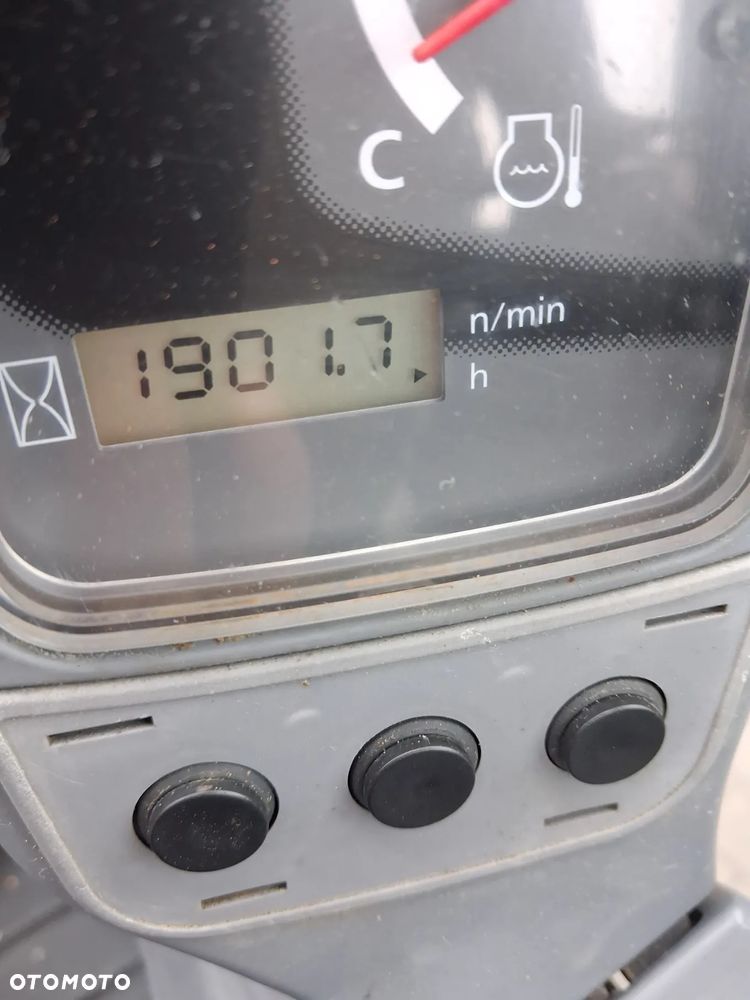 C
1901.7
n/min
h
OTOMOTO